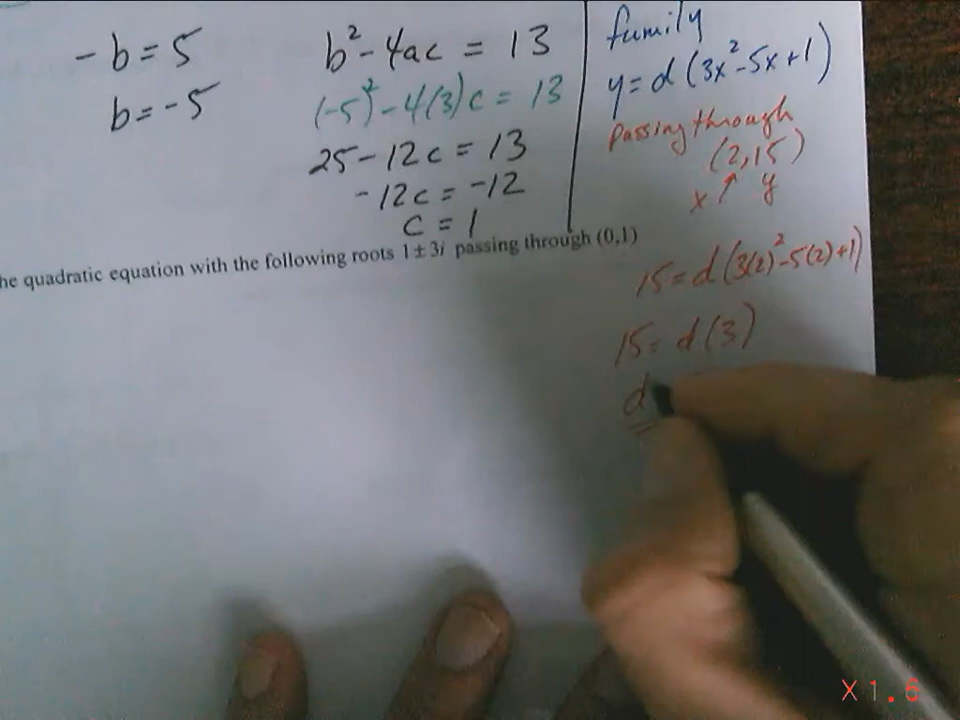 -b = 5
b = -5
b² - 4ac = 13
(-5)² - 4(3)c = 13
25 - 12c = 13
-12c = -12
c = 1
family
y = d(3x² - 5x + 1)
passing through
(2,15)
x ↑ y
15 = d(3(2)² - 5(2) + 1)
15 = d(3)
d
he quadratic equation with the following roots 1 ± 3i passing through (0,1)
X1.6